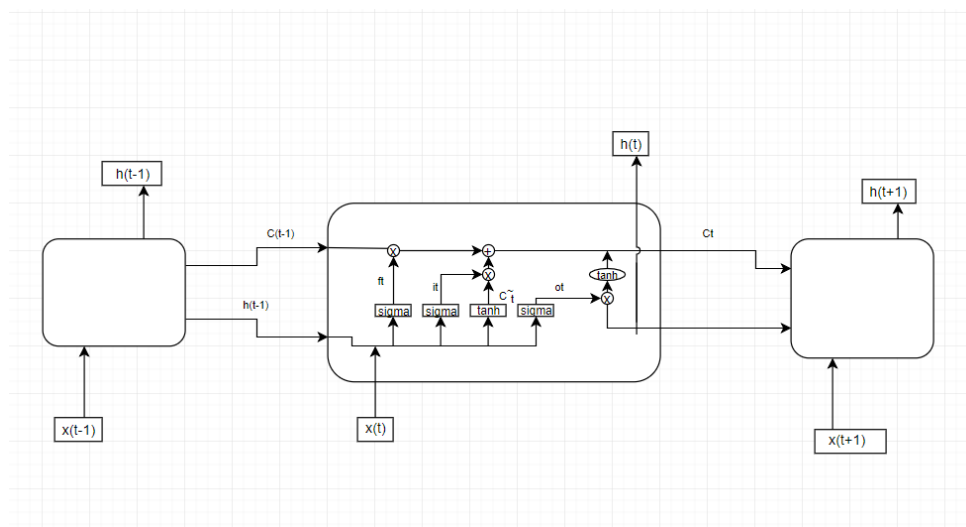 h(t)
h(t-1)
h(t+1)
C(t-1)
Ct
x
+
ft
it
x
tanh
C~t
ot
x
h(t-1)
sigma
sigma
tanh
sigma
x(t-1)
x(t)
x(t+1)